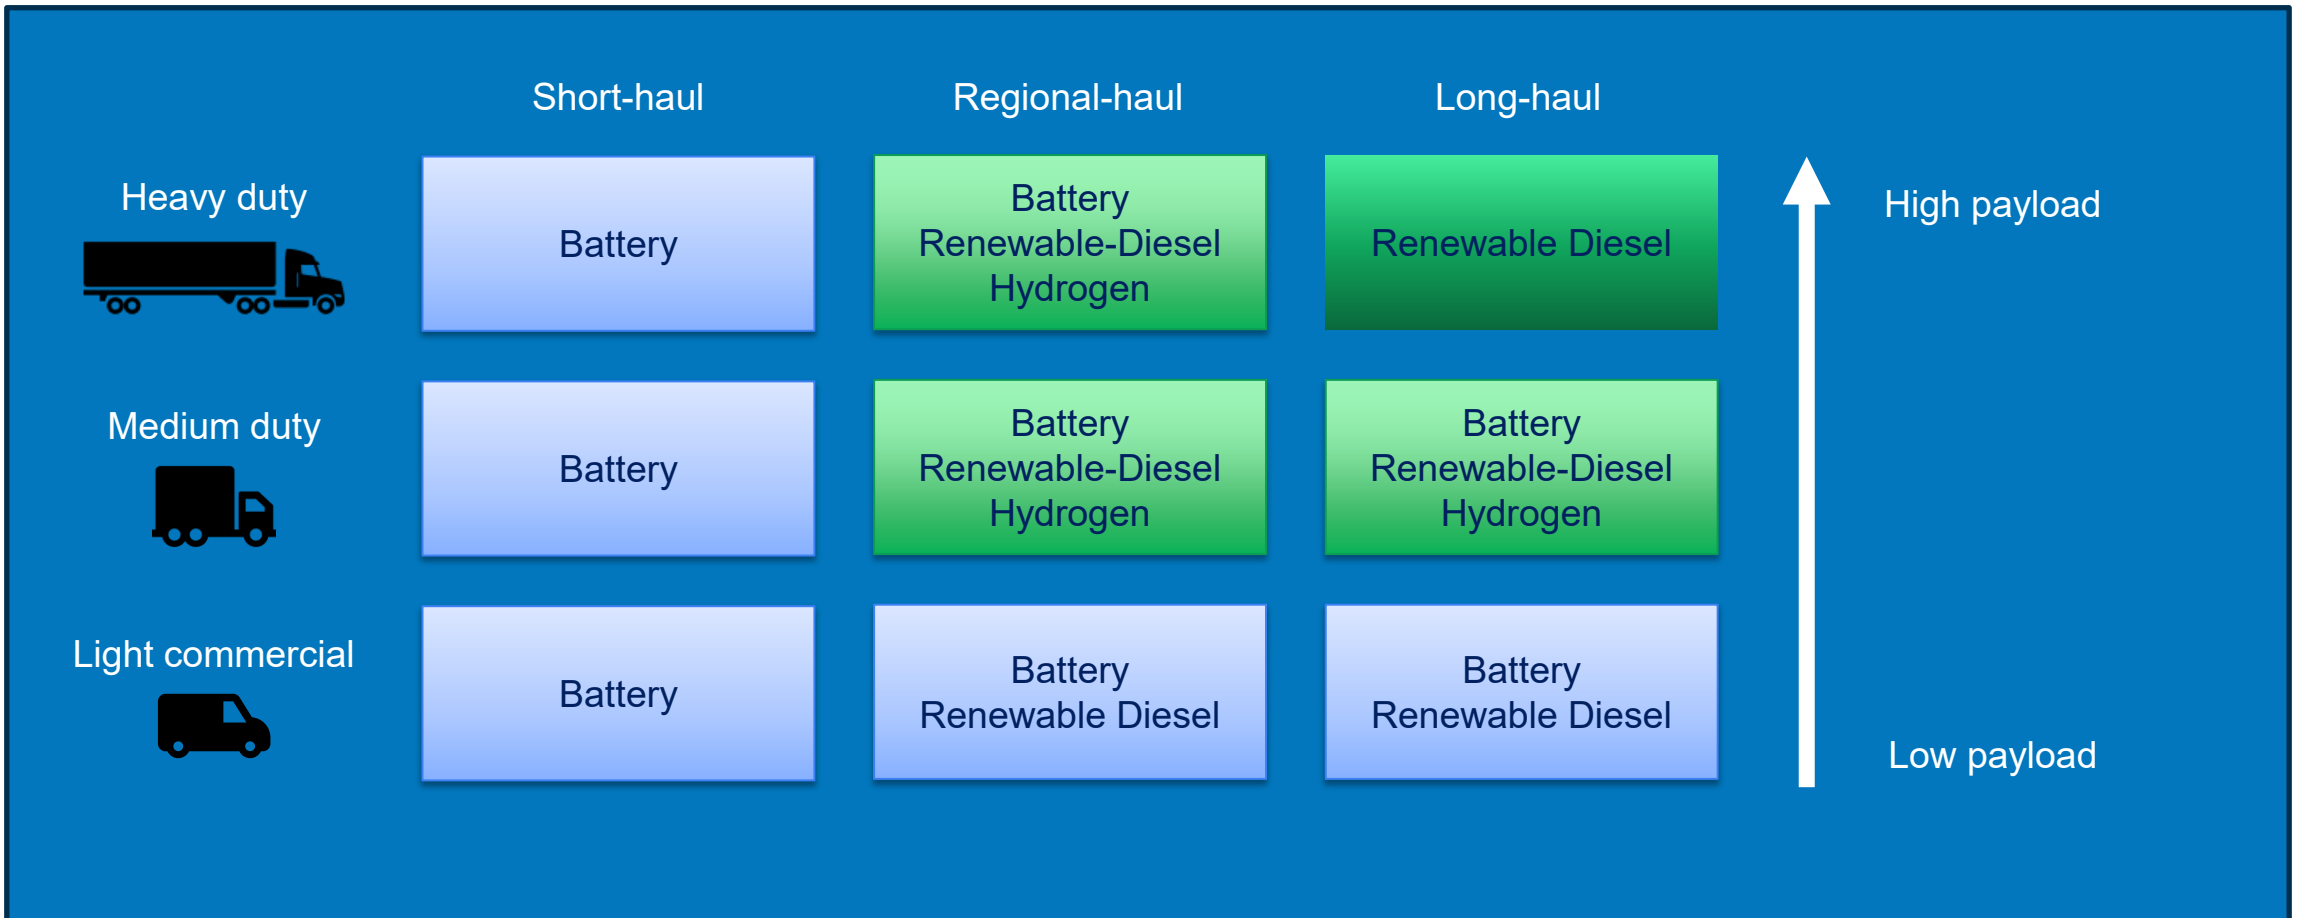 Short-haul
Regional-haul
Long-haul
Heavy duty
Battery
Battery
Renewable-Diesel
Hydrogen
Renewable Diesel
High payload
Medium duty
Battery
Battery
Renewable-Diesel
Hydrogen
Battery
Renewable-Diesel
Hydrogen
Light commercial
Battery
Battery
Renewable Diesel
Battery
Renewable Diesel
Low payload